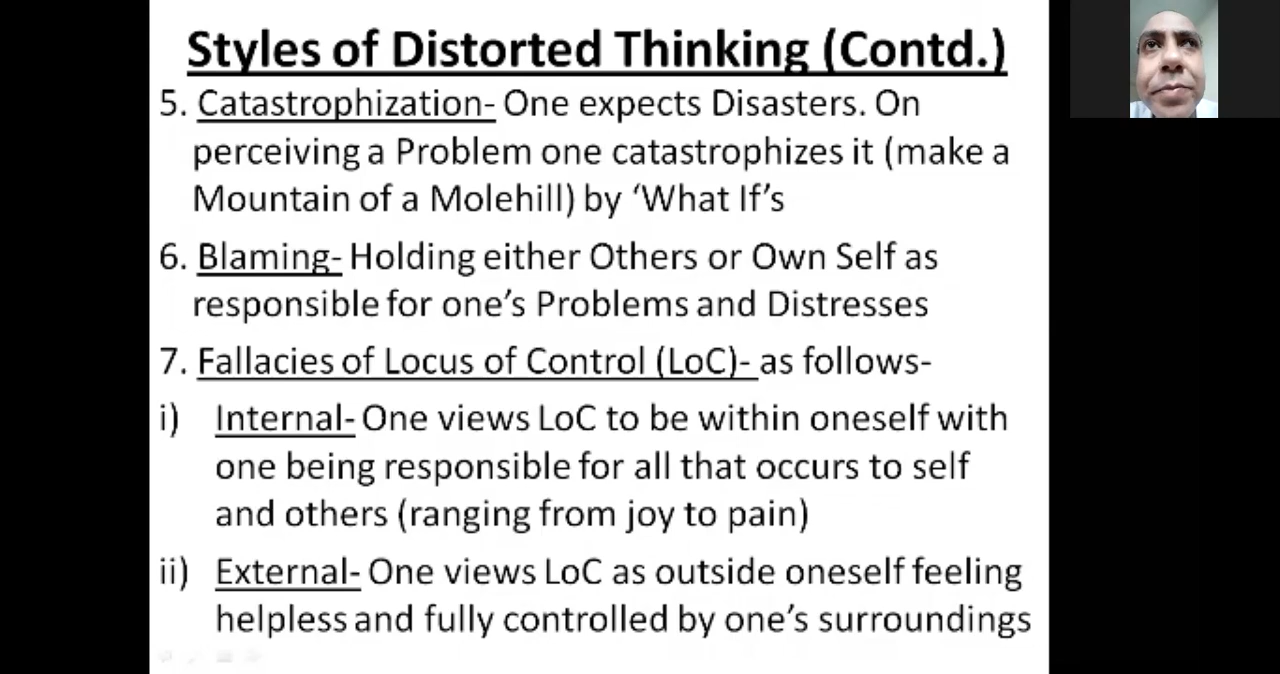 Styles of Distorted Thinking (Contd.)
5. Catastrophization- One expects Disasters. On
perceiving a Problem one catastrophizes it (make a
Mountain of a Molehill) by ‘What If’s
6. Blaming- Holding either Others or Own Self as
responsible for one’s Problems and Distresses
7. Fallacies of Locus of Control (LoC)- as follows-
i) Internal- One views LoC to be within oneself with
one being responsible for all that occurs to self
and others (ranging from joy to pain)
ii) External- One views LoC as outside oneself feeling
helpless and fully controlled by one’s surroundings